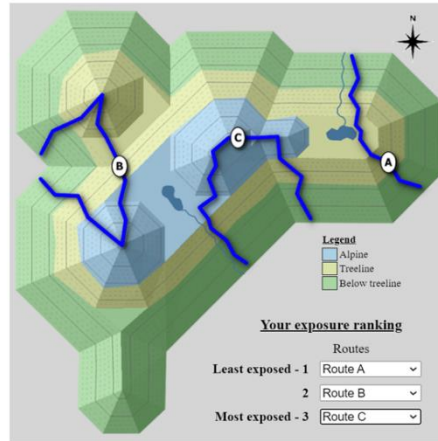 N
C
B
A
Legend
Alpine
Treeline
Below treeline
Your exposure ranking
Routes
Least exposed - 1 Route A
2 Route B
Most exposed - 3 Route C